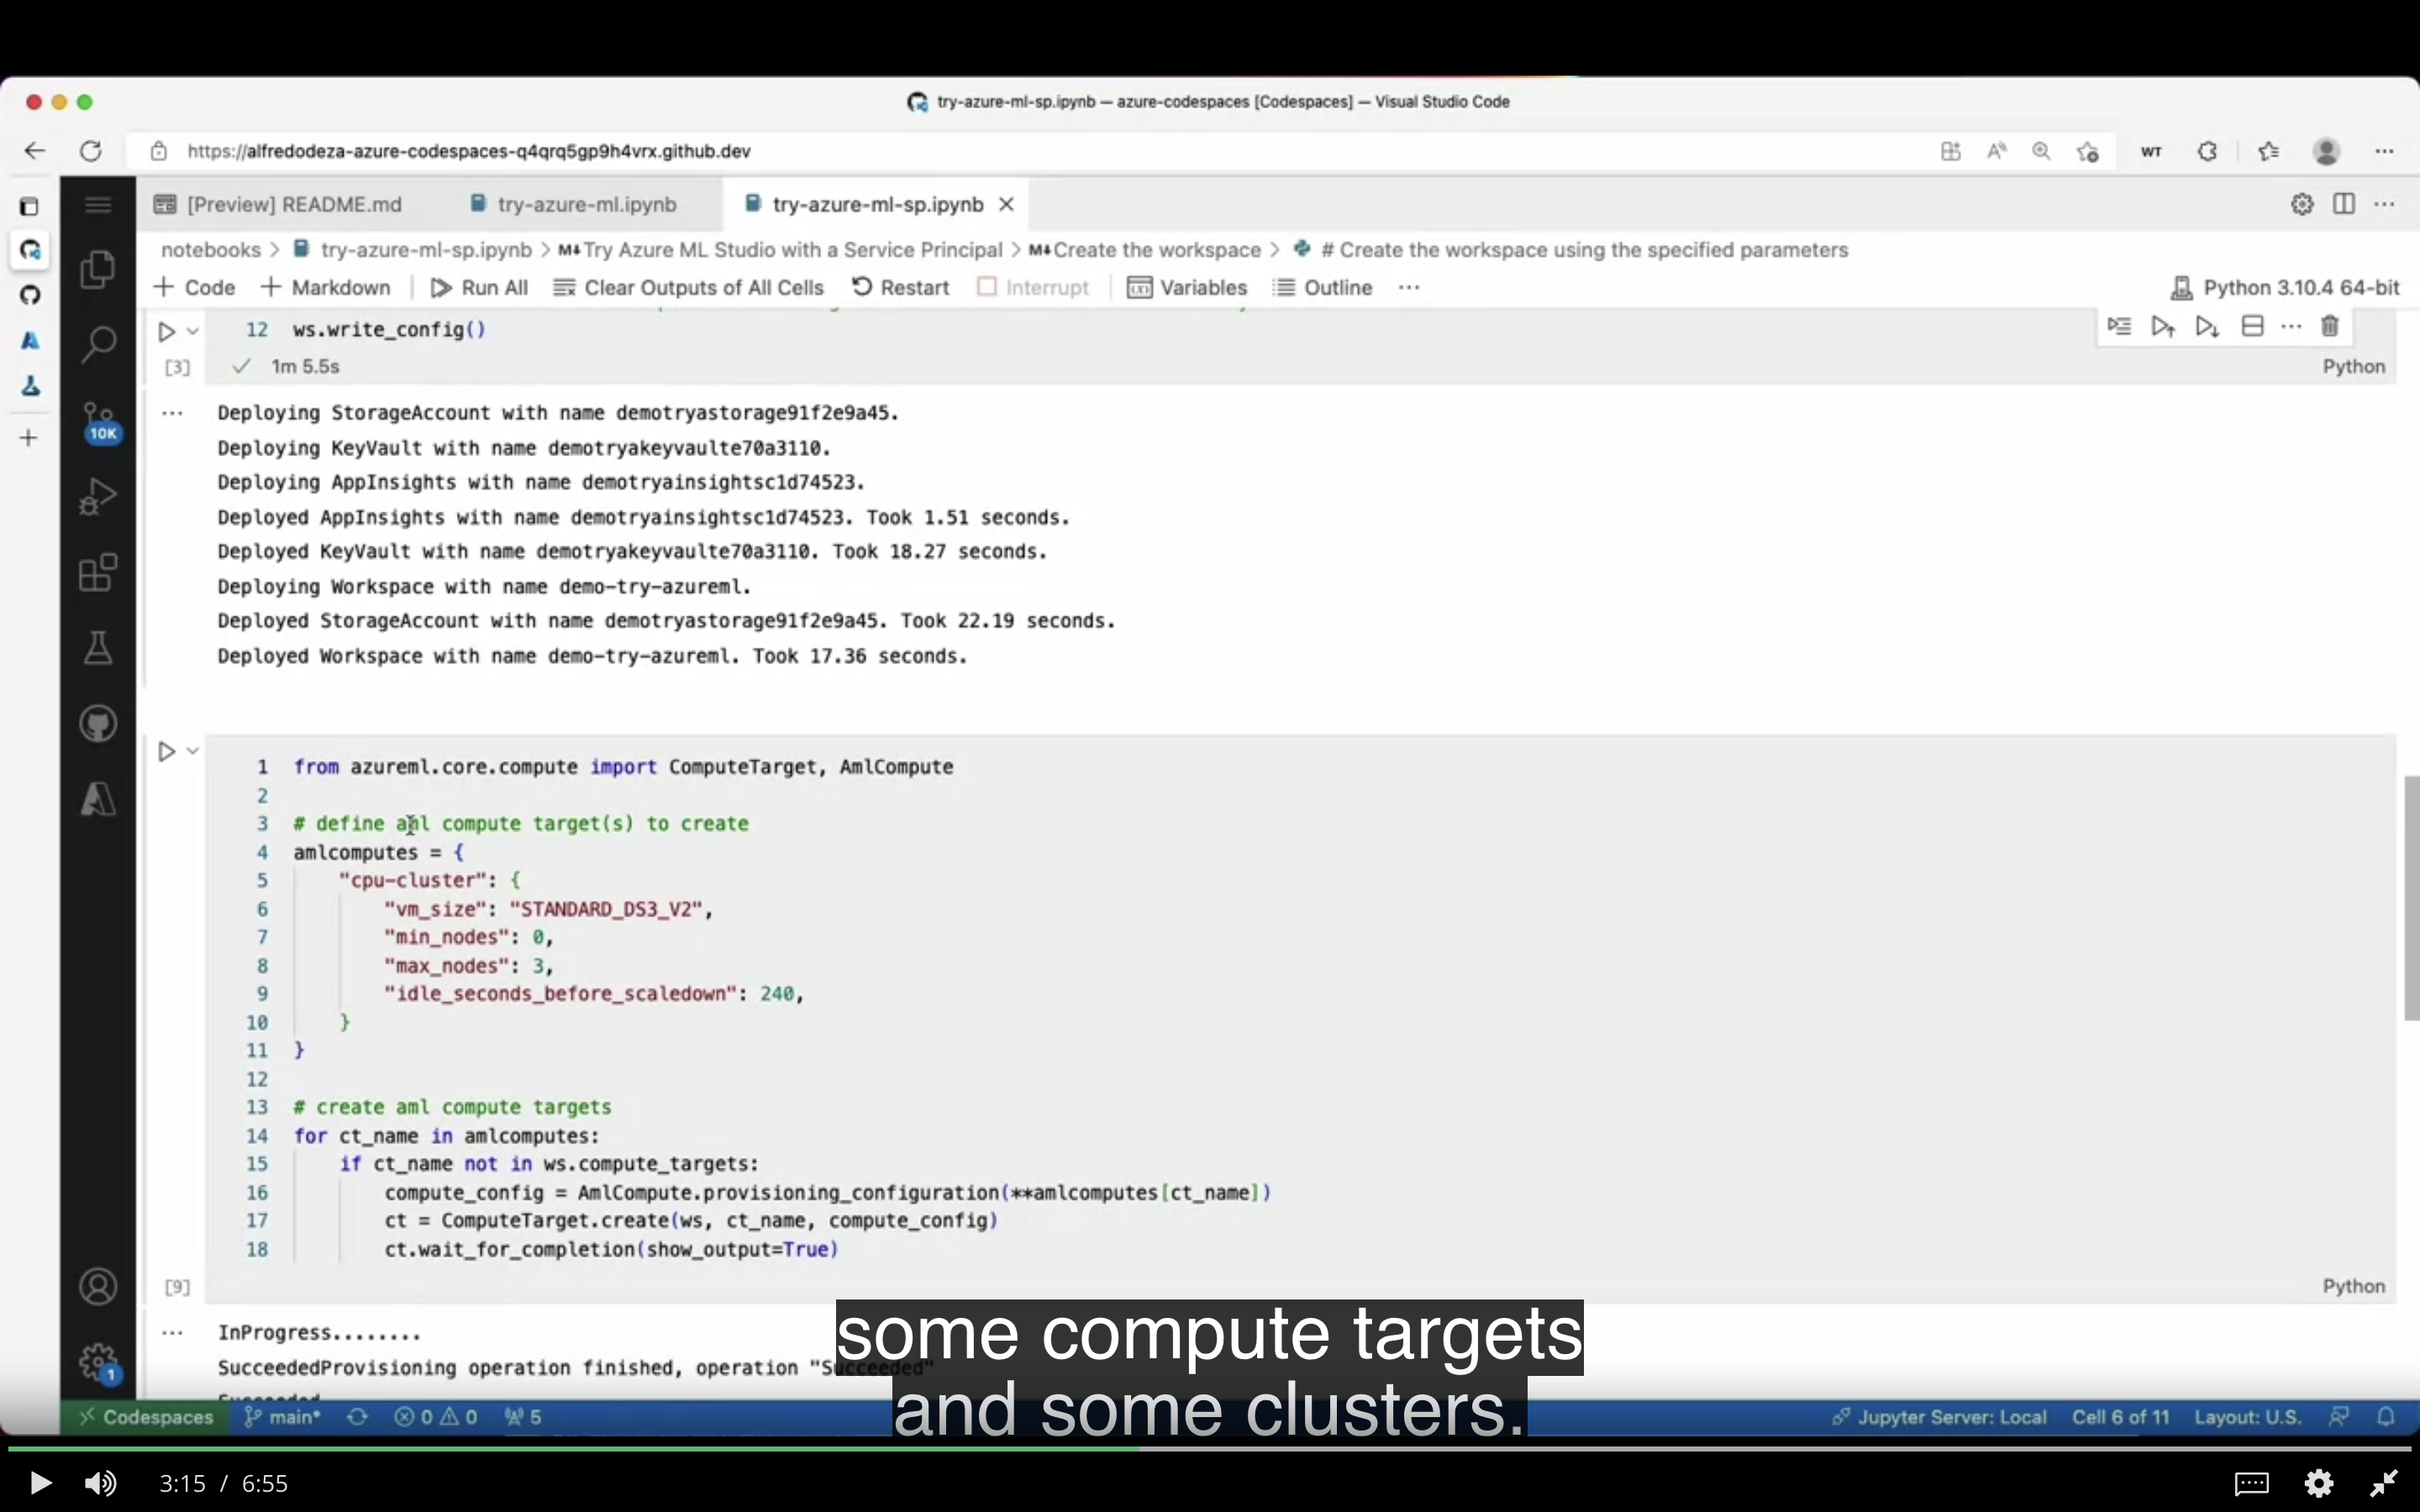 try-azure-ml-sp.ipynb — azure-codespaces [Codespaces] — Visual Studio Code
https://alfredodeza-azure-codespaces-q4qrq5gp9h4vrx.github.dev
WT
[Preview] README.md
try-azure-ml.ipynb
try-azure-ml-sp.ipynb
notebooks > try-azure-ml-sp.ipynb > M↓Try Azure ML Studio with a Service Principal > M↓Create the workspace > # Create the workspace using the specified parameters
+ Code + Markdown Run All Clear Outputs of All Cells Restart Interrupt Variables Outline ...
Python 3.10.4 64-bit
12 ws.write_config()
[3] ✓ 1m 5.5s
Python
10K
Deploying StorageAccount with name demotryastorage91f2e9a45.
Deploying KeyVault with name demotryakeyvaulte70a3110.
Deploying AppInsights with name demotryainsightsc1d74523.
Deployed AppInsights with name demotryainsightsc1d74523. Took 1.51 seconds.
Deployed KeyVault with name demotryakeyvaulte70a3110. Took 18.27 seconds.
Deploying Workspace with name demo-try-azureml.
Deployed StorageAccount with name demotryastorage91f2e9a45. Took 22.19 seconds.
Deployed Workspace with name demo-try-azureml. Took 17.36 seconds.
1 from azureml.core.compute import ComputeTarget, AmlCompute
2
3 # define aml compute target(s) to create
4 amlcomputes = {
5 "cpu-cluster": {
6 "vm_size": "STANDARD_DS3_V2",
7 "min_nodes": 0,
8 "max_nodes": 3,
9 "idle_seconds_before_scaledown": 240,
10 }
11 }
12
13 # create aml compute targets
14 for ct_name in amlcomputes:
15 if ct_name not in ws.compute_targets:
16 compute_config = AmlCompute.provisioning_configuration(**amlcomputes[ct_name])
17 ct = ComputeTarget.create(ws, ct_name, compute_config)
18 ct.wait_for_completion(show_output=True)
[9]
Python
InProgress........
SucceededProvisioning operation finished, operation "Succeeded"
1
some compute targets
and some clusters.
Codespaces main* 0 0 5
Jupyter Server: Local Cell 6 of 11 Layout: U.S.
3:15 / 6:55